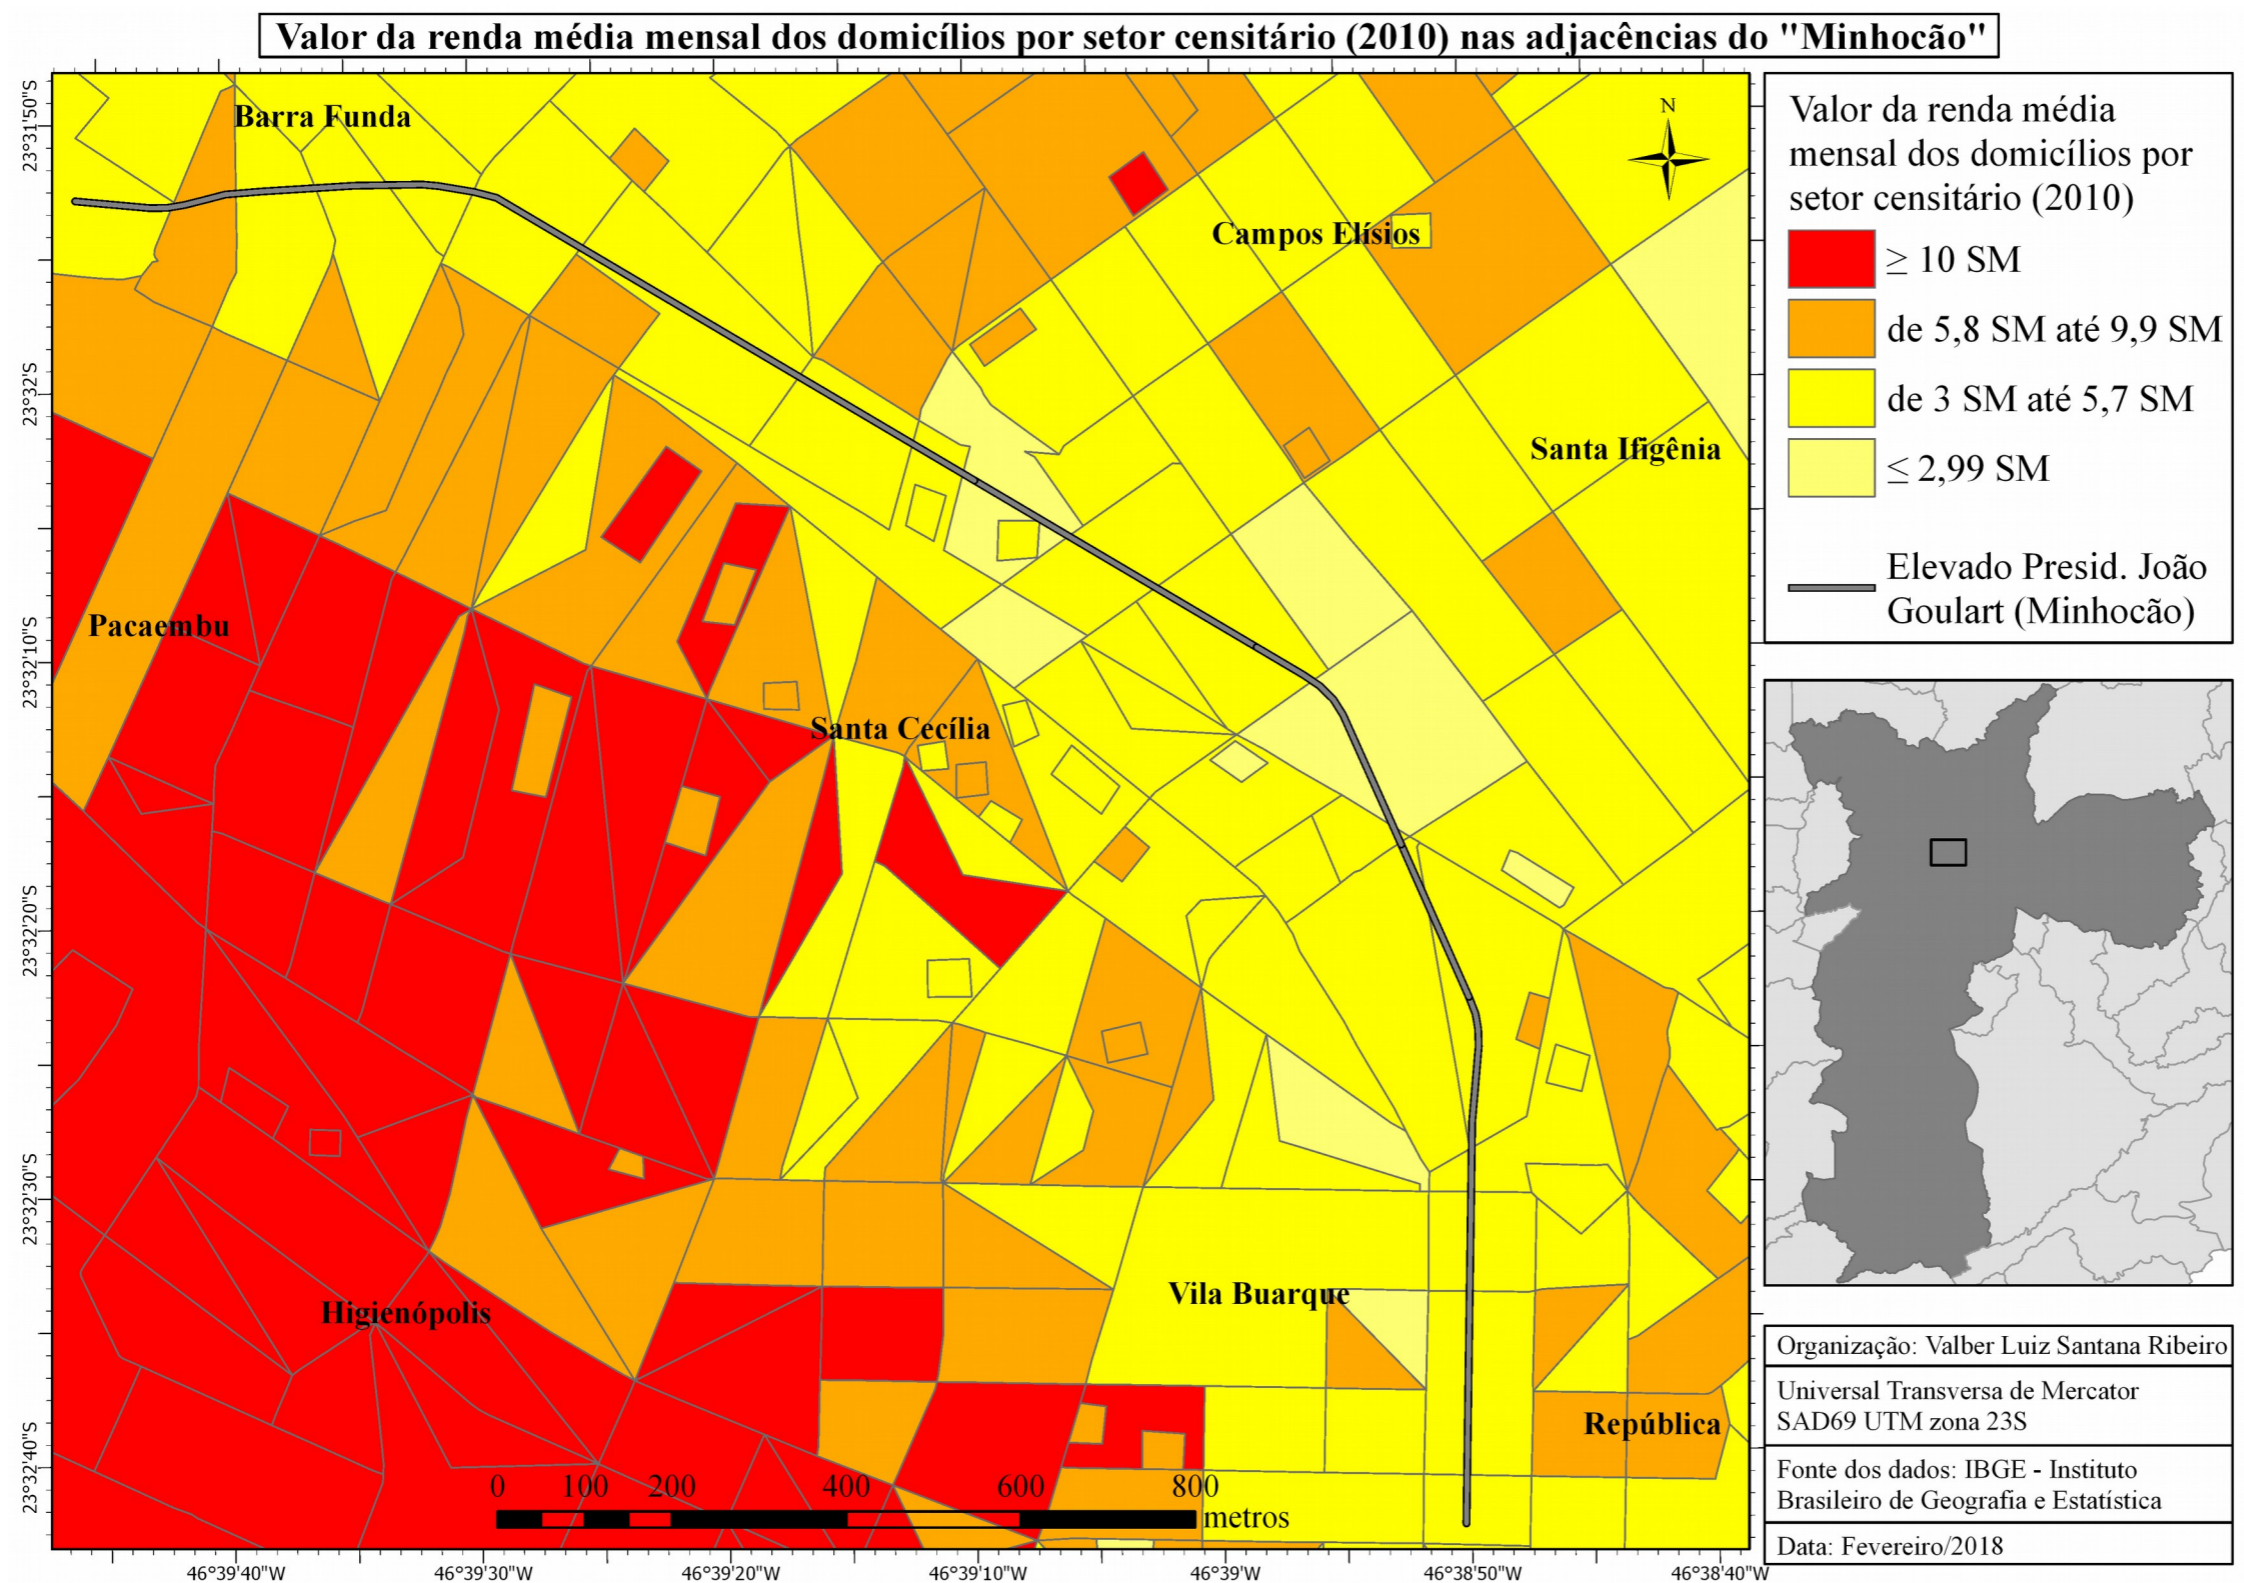 Valor da renda média mensal dos domicílios por setor censitário (2010) nas adjacências do "Minhocão"
Barra Funda
Campos Elísios
Santa Ifigênia
Pacaembu
Santa Cecília
Vila Buarque
Higienópolis
República
N
23°31'50"S
23°32'S
23°32'10"S
23°32'20"S
23°32'30"S
23°32'40"S
0 100 200 400 600 800
metros
46°39'40"W 46°39'30"W 46°39'20"W 46°39'10"W 46°39'W 46°38'50"W 46°38'40"W
Valor da renda média
mensal dos domicílios por
setor censitário (2010)
≥ 10 SM
de 5,8 SM até 9,9 SM
de 3 SM até 5,7 SM
≤ 2,99 SM
Elevado Presid. João
Goulart (Minhocão)
Organização: Valber Luiz Santana Ribeiro
Universal Transversa de Mercator
SAD69 UTM zona 23S
Fonte dos dados: IBGE - Instituto
Brasileiro de Geografia e Estatística
Data: Fevereiro/2018